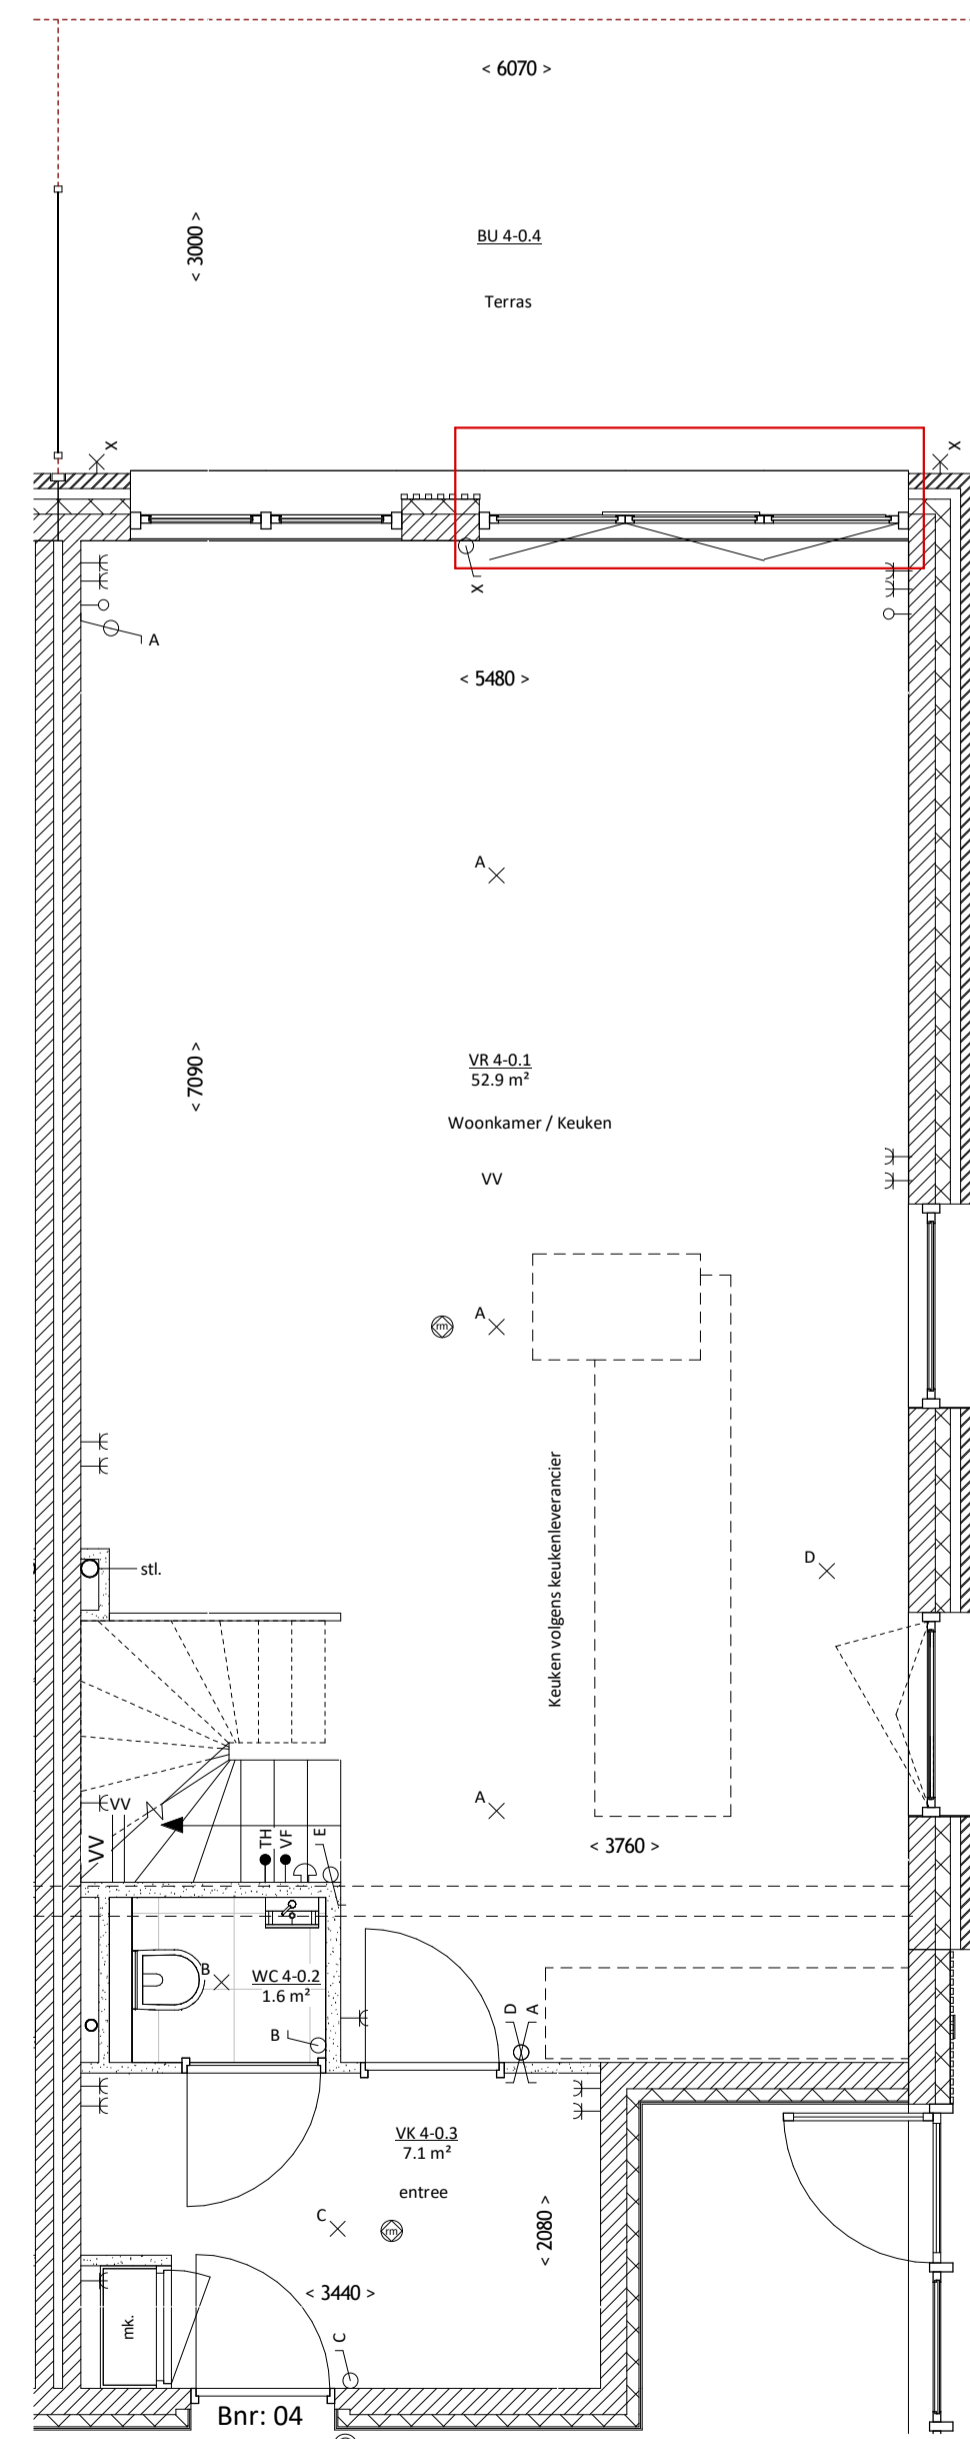 < 6070 >
< 3000 >
BU 4-0.4
Terras
X
X
X
A
< 5480 >
A
< 7090 >
VR 4-0.1
52.9 m²
Woonkamer / Keuken
VV
A
rm
Keuken volgens keukenleverancier
D
stl.
A
VV
VV
TH
VF
E
< 3760 >
B
WC 4-0.2
1.6 m²
B
D
A
VK 4-0.3
7.1 m²
entree
C
rm
< 2080 >
< 3440 >
mk.
C
Bnr: 04